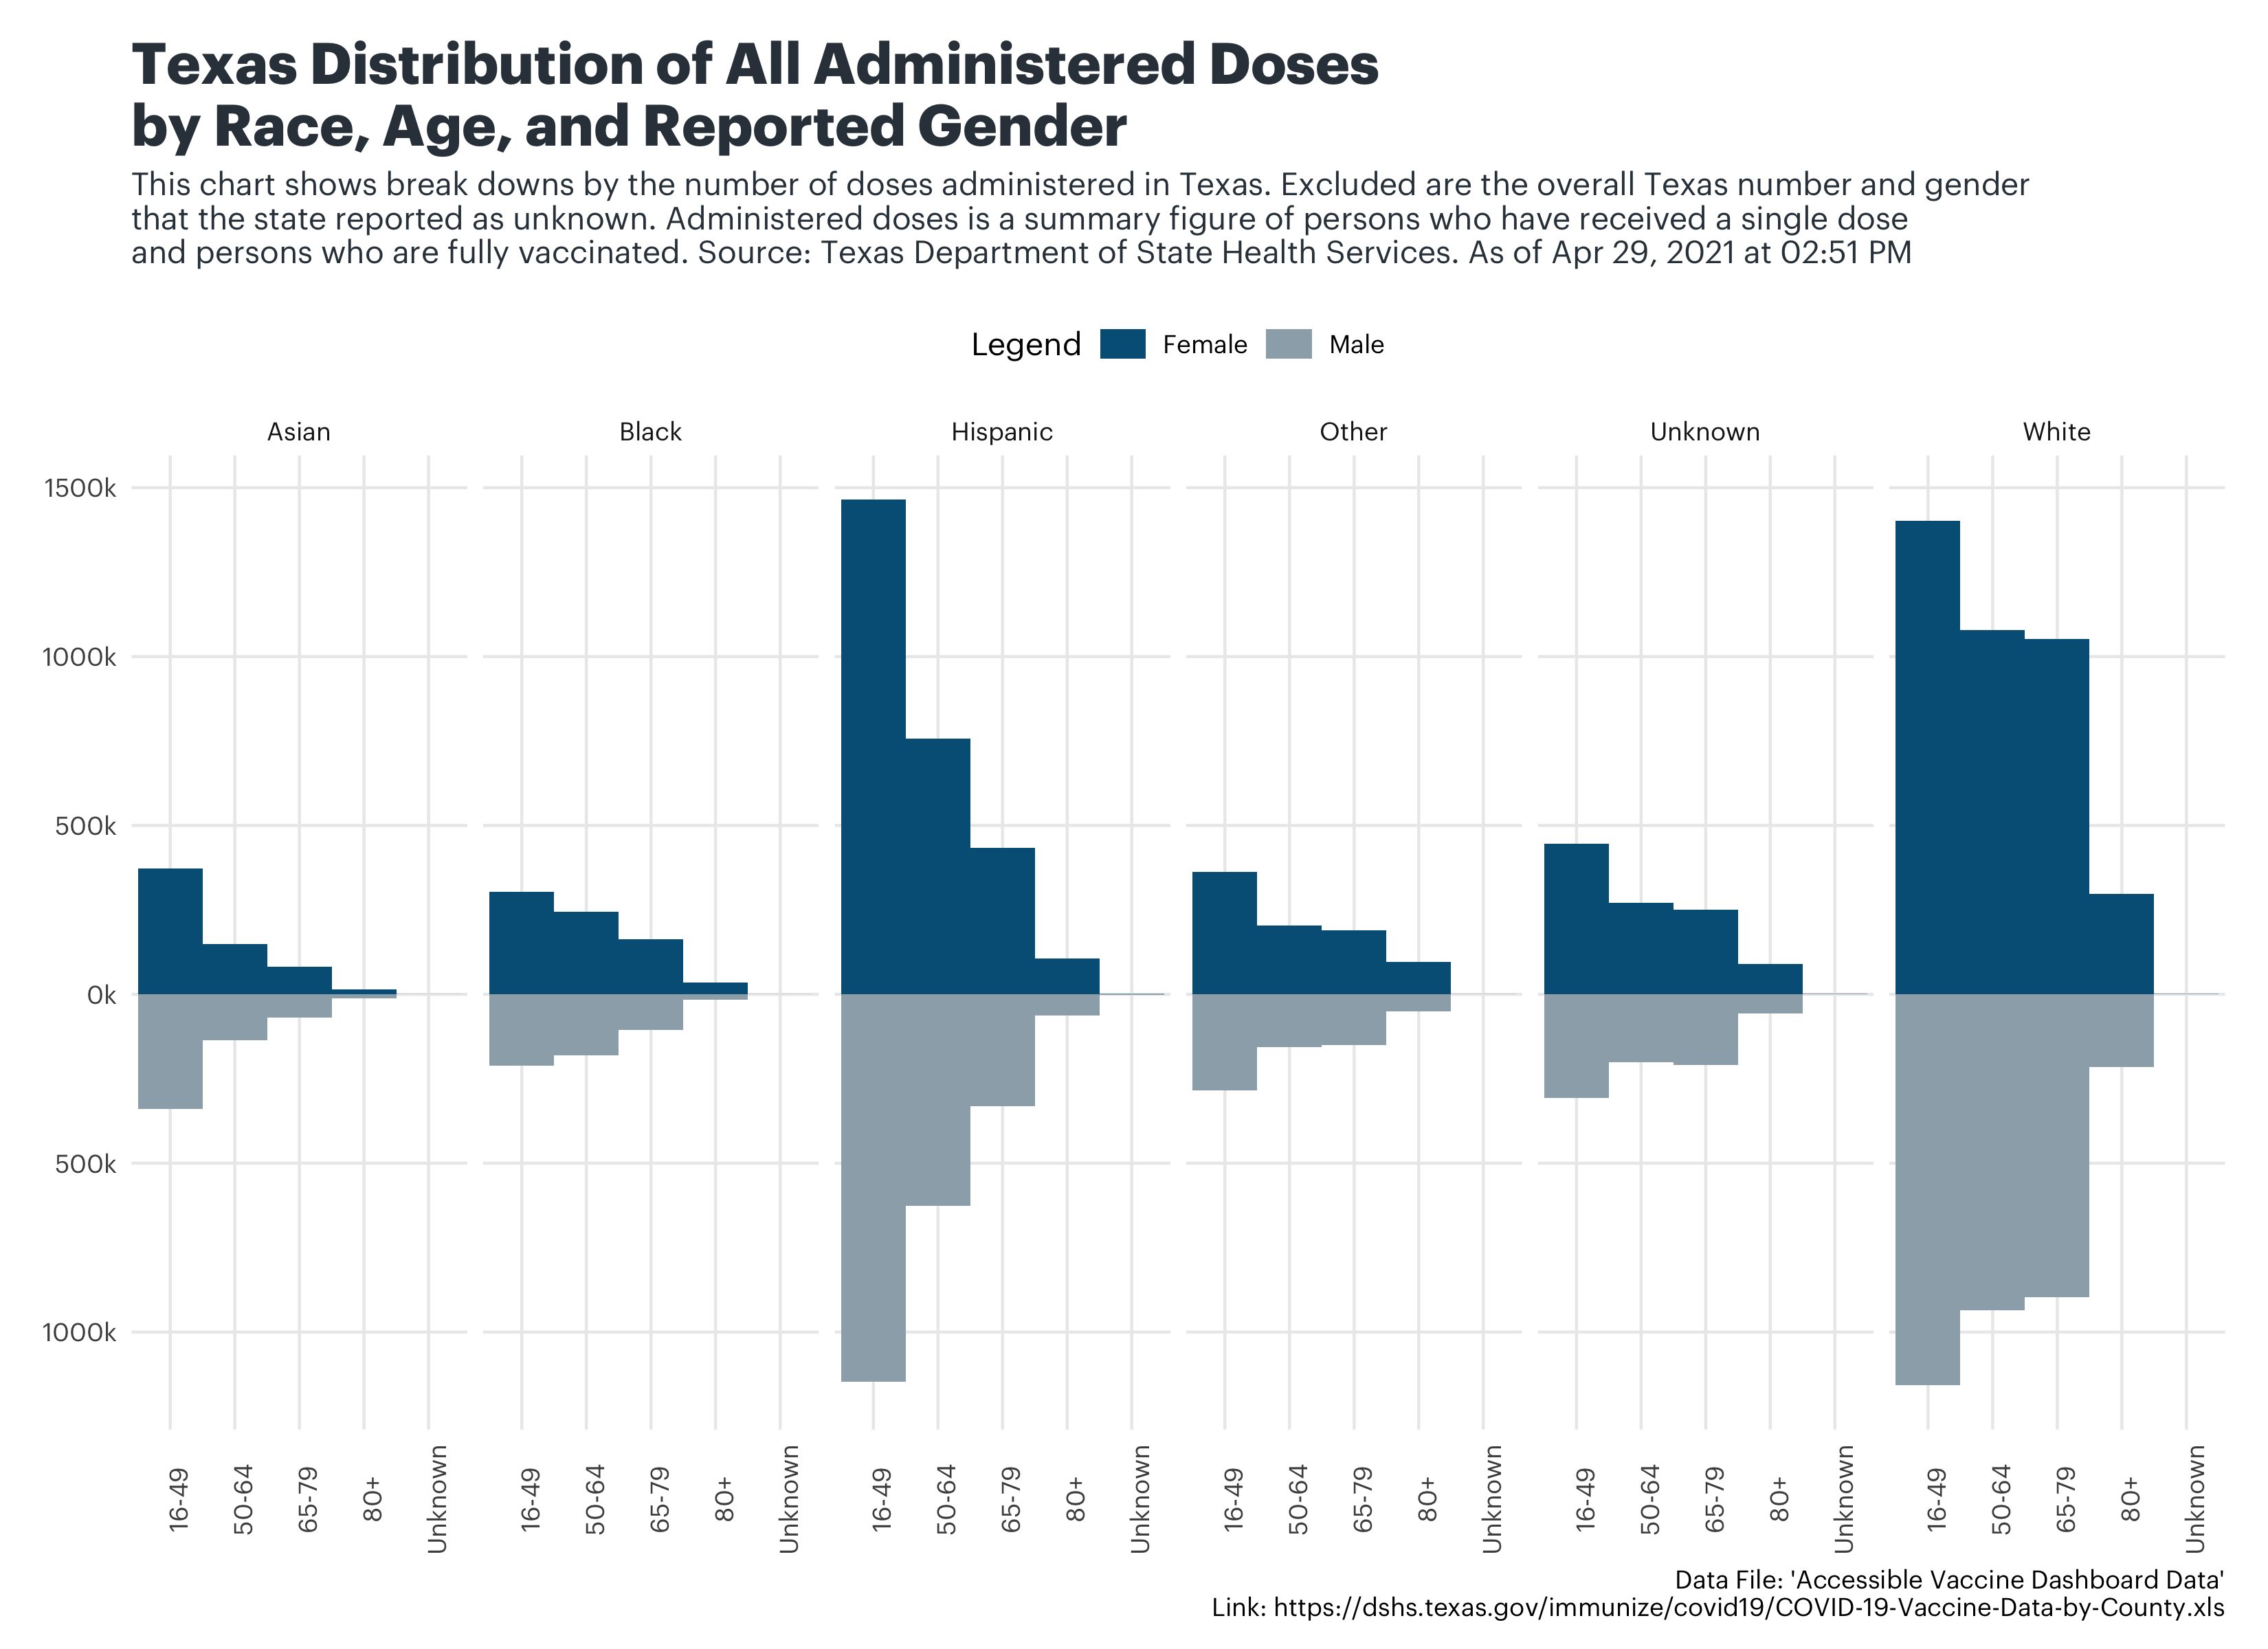 Texas Distribution of All Administered Doses
by Race, Age, and Reported Gender
This chart shows break downs by the number of doses administered in Texas. Excluded are the overall Texas number and gender
that the state reported as unknown. Administered doses is a summary figure of persons who have received a single dose
and persons who are fully vaccinated. Source: Texas Department of State Health Services. As of Apr 29, 2021 at 02:51 PM
Legend Female Male
Asian Black Hispanic Other Unknown White
1500k
1000k
500k
0k
500k
1000k
16-49 50-64 65-79 80+ Unknown 16-49 50-64 65-79 80+ Unknown 16-49 50-64 65-79 80+ Unknown 16-49 50-64 65-79 80+ Unknown 16-49 50-64 65-79 80+ Unknown 16-49 50-64 65-79 80+ Unknown
Data File: 'Accessible Vaccine Dashboard Data'
Link: https://dshs.texas.gov/immunize/covid19/COVID-19-Vaccine-Data-by-County.xls